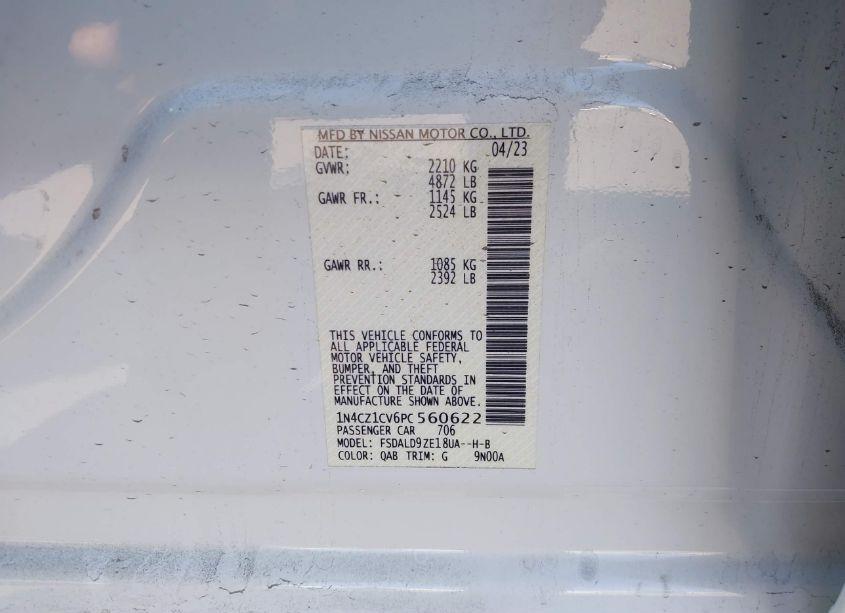 MFD BY NISSAN MOTOR CO., LTD.
DATE: 04/23
GVWR: 2210 KG
4872 LB
GAWR FR.: 1145 KG
2524 LB
GAWR RR.: 1085 KG
2392 LB
THIS VEHICLE CONFORMS TO
ALL APPLICABLE FEDERAL
MOTOR VEHICLE SAFETY,
BUMPER, AND THEFT
PREVENTION STANDARDS IN
EFFECT ON THE DATE OF
MANUFACTURE SHOWN ABOVE.
1N4CZ1CV6PC560622
PASSENGER CAR 706
MODEL: FSDALD9ZE18UA--H-B
COLOR: QAB TRIM: G 9N00A